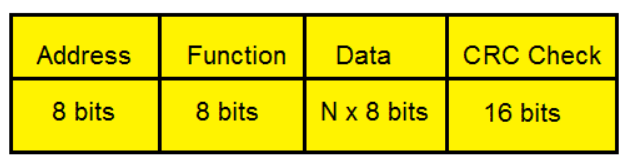 Address Function Data CRC Check
8 bits 8 bits N x 8 bits 16 bits